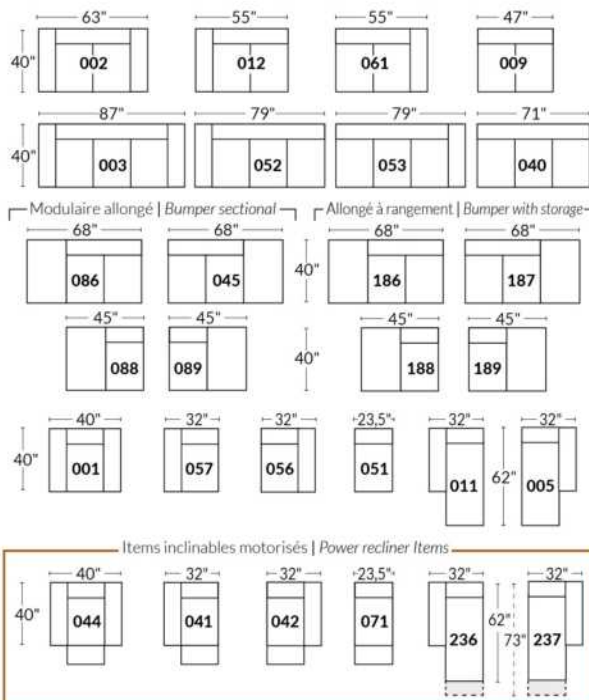 63" 55" 55" 47"
40" 002 012 061 009
87" 79" 79" 71"
40" 003 052 053 040
Modulaire allongé | Bumper sectional Allongé à rangement | Bumper with storage
68" 68" 68" 68"
086 045 40" 186 187
45" 45" 45" 45"
088 089 40" 188 189
40" 32" 32" 23,5" 32" 32"
40" 001 057 056 051 011 62" 005
Items inclinables motorisés | Power recliner Items
40" 32" 32" 23,5" 32" 32"
40" 044 041 042 071 236 62" 73" 237